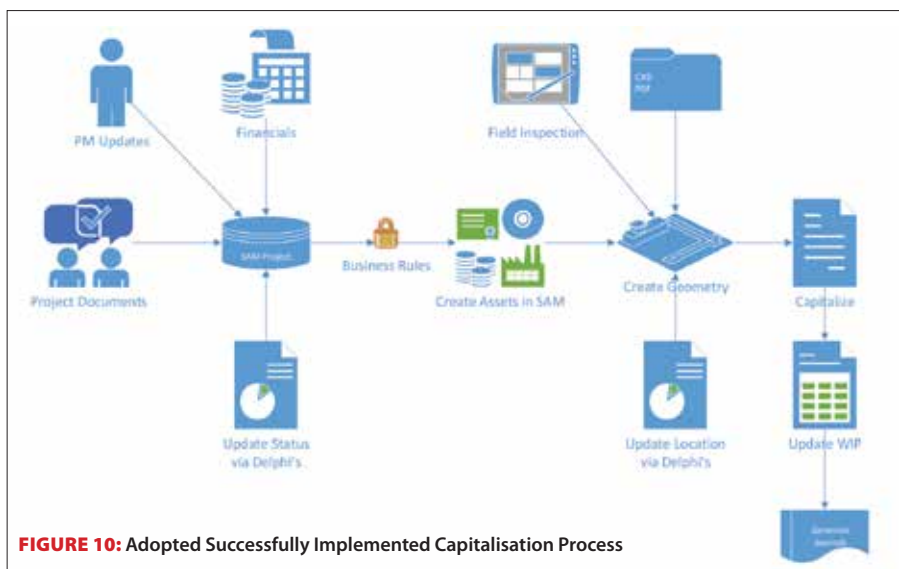 CAD
PDF
PM Updates
Financials
Field Inspection
SAM Project
Project Documents
Business Rules
Create Assets in SAM
Create Geometry
Capitalize
Update Status
via Delphi's
Update Location
via Delphi's
Update WIP
Generate
FIGURE 10: Adopted Successfully Implemented Capitalisation Process